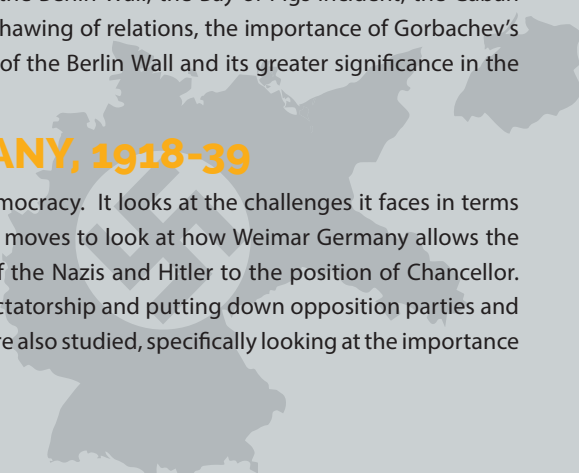 the Berlin Wall, the Bay of Pigs incident, the Cuban
hawing of relations, the importance of Gorbachev's
of the Berlin Wall and its greater significance in the
ANY, 1918-39
mocracy. It looks at the challenges it faces in terms
moves to look at how Weimar Germany allows the
f the Nazis and Hitler to the position of Chancellor.
ctatorship and putting down opposition parties and
re also studied, specifically looking at the importance